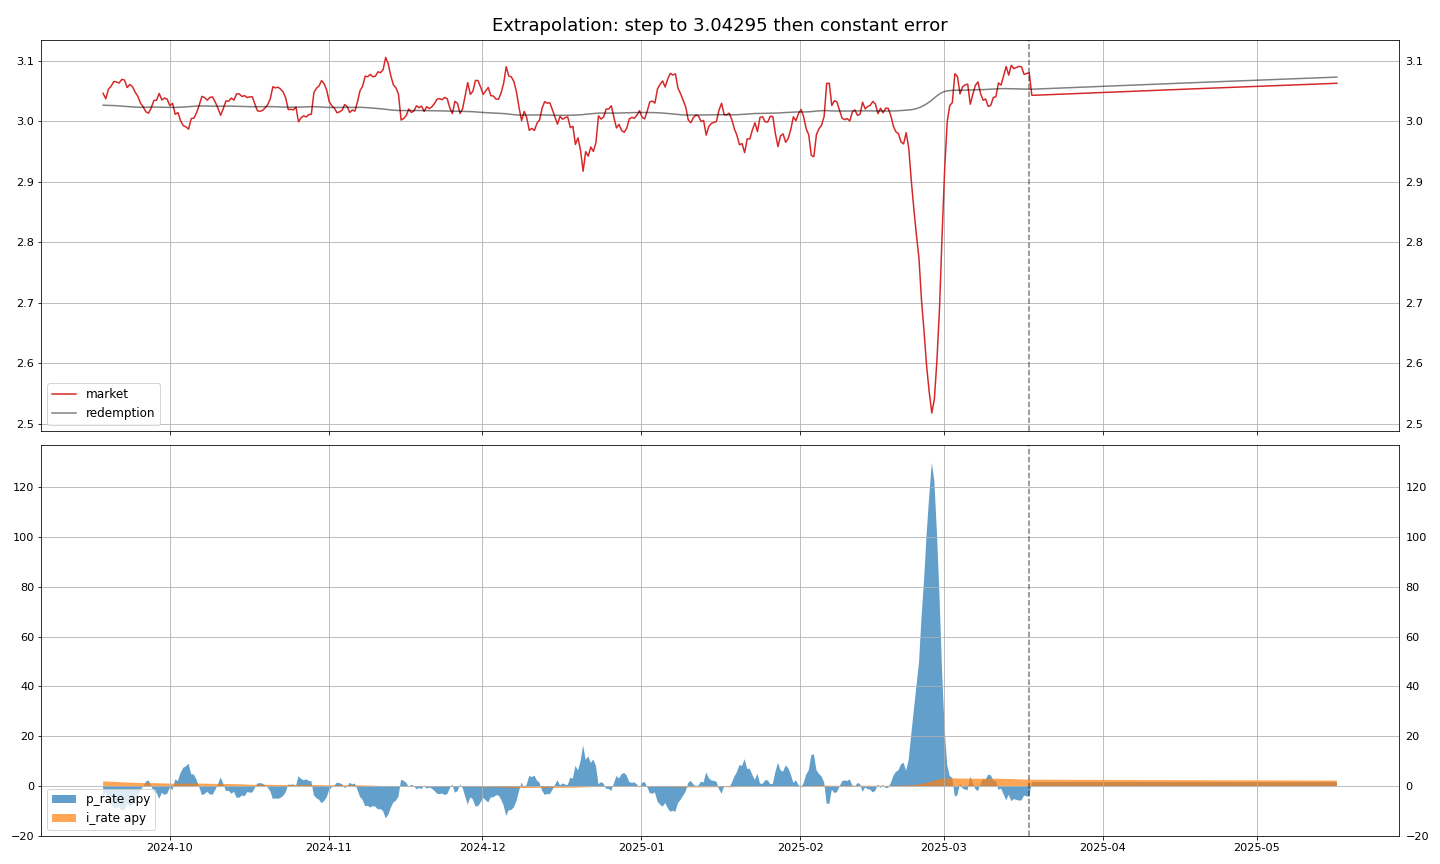 Extrapolation: step to 3.04295 then constant error
3.1 3.1
3.0 3.0
2.9 2.9
2.8 2.8
2.7 2.7
2.6 2.6
2.5 2.5
market
redemption
120 120
100 100
80 80
60 60
40 40
20 20
0 0
−20 −20
p_rate apy
i_rate apy
2024-10 2024-11 2024-12 2025-01 2025-02 2025-03 2025-04 2025-05